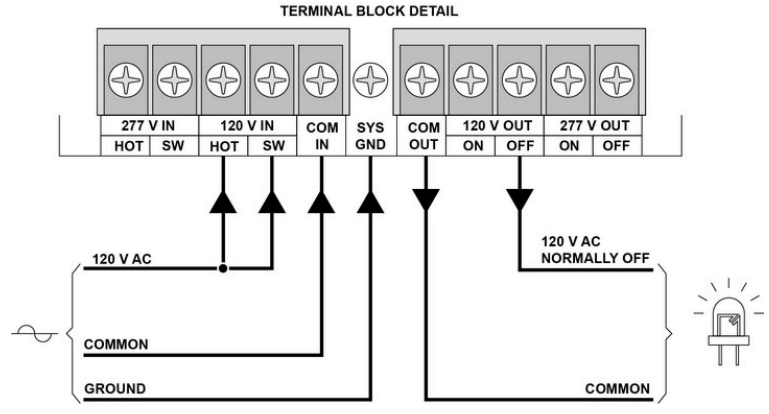 TERMINAL BLOCK DETAIL
277 V IN
120 V IN
COM IN
SYS GND
COM OUT
120 V OUT
277 V OUT
HOT
SW
HOT
SW
ON
OFF
ON
OFF
120 V AC
120 V AC
NORMALLY OFF
COMMON
GROUND
COMMON